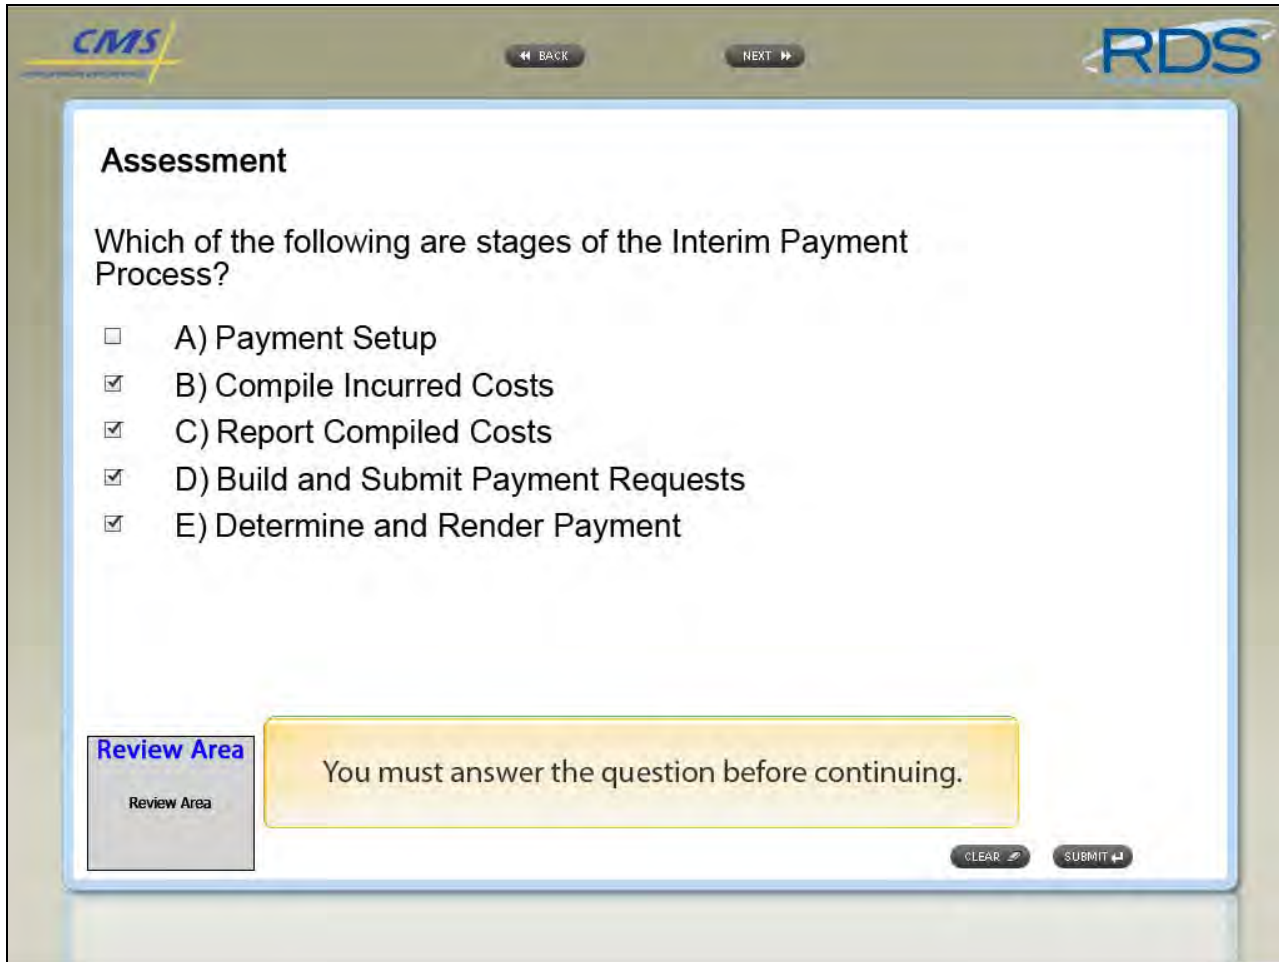 CMS
BACK
NEXT
RDS
Assessment
Which of the following are stages of the Interim Payment
Process?
A) Payment Setup
B) Compile Incurred Costs
C) Report Compiled Costs
D) Build and Submit Payment Requests
E) Determine and Render Payment
Review Area
Review Area
You must answer the question before continuing.
CLEAR
SUBMIT